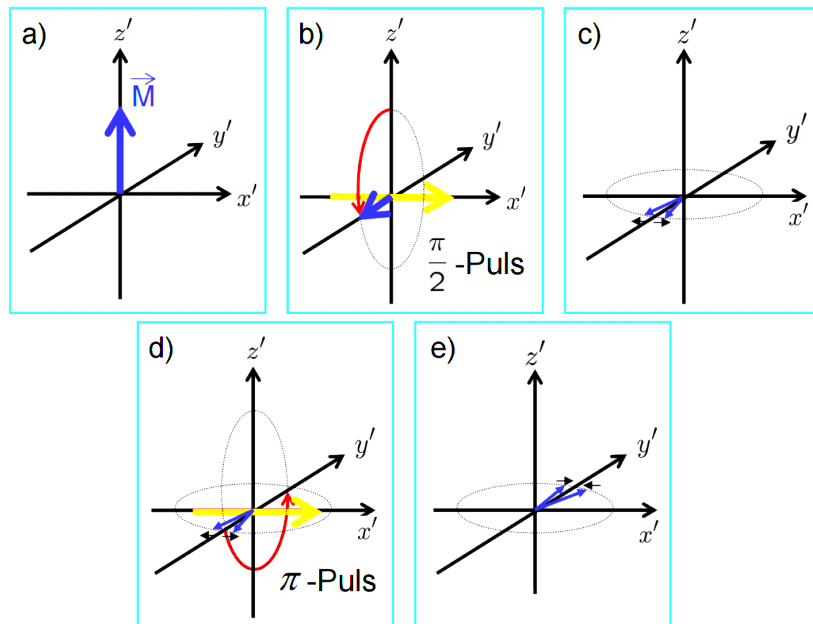 a)
z′
M⃗
y′
x′
b)
z′
y′
x′
π/2 -Puls
c)
z′
y′
x′
d)
z′
y′
x′
π -Puls
e)
z′
y′
x′